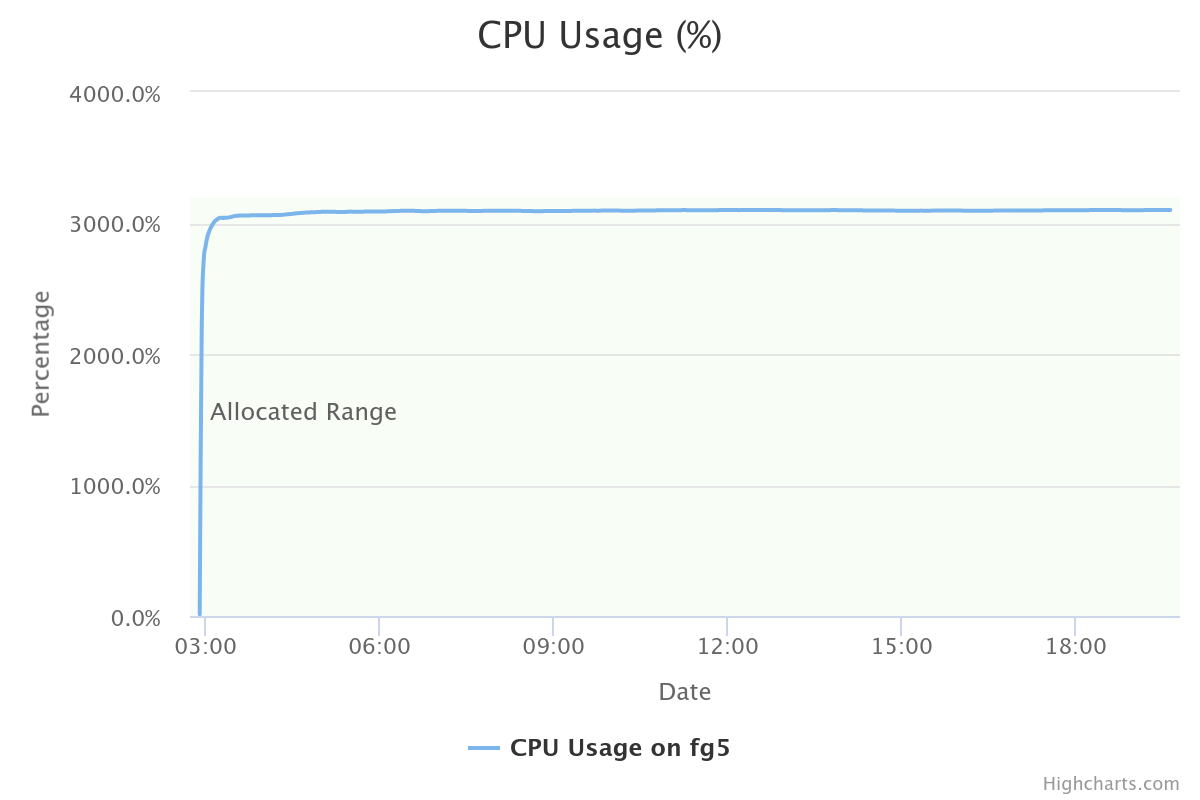 CPU Usage (%)
4000.0%
3000.0%
2000.0%
1000.0%
0.0%
Percentage
Allocated Range
03:00 06:00 09:00 12:00 15:00 18:00
Date
CPU Usage on fg5
Highcharts.com